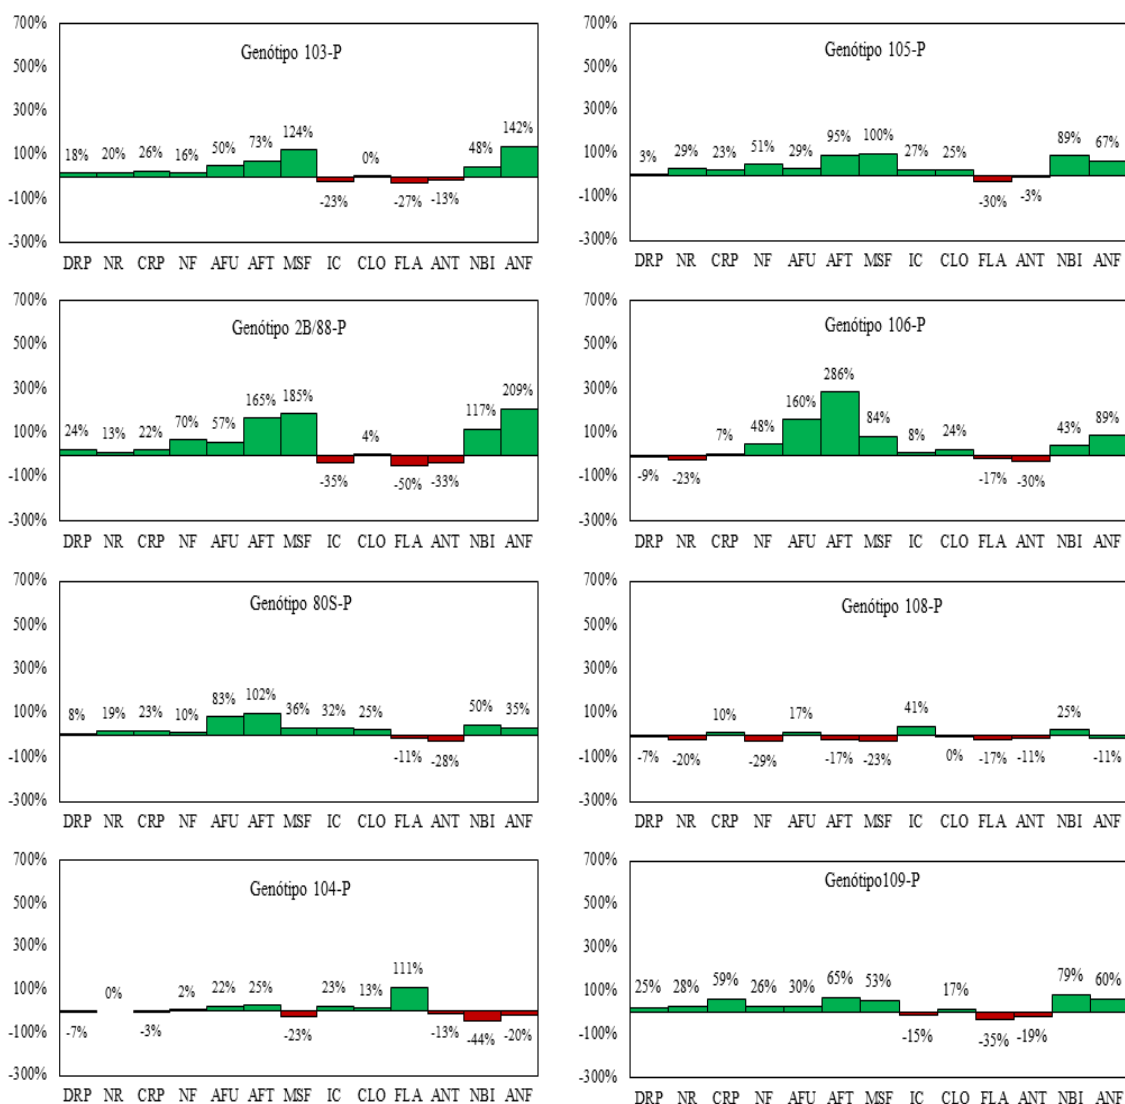 700%
500%
300%
100%
-100%
-300%
Genótipo 103-P
18% 20% 26% 16% 50% 73% 124% -23% 0% -27% -13% 48% 142%
DRP NR CRP NF AFU AFT MSF IC CLO FLA ANT NBI ANF
700%
500%
300%
100%
-100%
-300%
Genótipo 105-P
3% 29% 23% 51% 29% 95% 100% 27% 25% -30% -3% 89% 67%
DRP NR CRP NF AFU AFT MSF IC CLO FLA ANT NBI ANF
700%
500%
300%
100%
-100%
-300%
Genótipo 2B/88-P
24% 13% 22% 70% 57% 165% 185% -35% 4% -50% -33% 117% 209%
DRP NR CRP NF AFU AFT MSF IC CLO FLA ANT NBI ANF
700%
500%
300%
100%
-100%
-300%
Genótipo 106-P
-9% -23% 7% 48% 160% 286% 84% 8% 24% -17% -30% 43% 89%
DRP NR CRP NF AFU AFT MSF IC CLO FLA ANT NBI ANF
700%
500%
300%
100%
-100%
-300%
Genótipo 80S-P
8% 19% 23% 10% 83% 102% 36% 32% 25% -11% -28% 50% 35%
DRP NR CRP NF AFU AFT MSF IC CLO FLA ANT NBI ANF
700%
500%
300%
100%
-100%
-300%
Genótipo 108-P
-7% -20% 10% -29% 17% -17% -23% 41% 0% -17% -11% 25% -11%
DRP NR CRP NF AFU AFT MSF IC CLO FLA ANT NBI ANF
700%
500%
300%
100%
-100%
-300%
Genótipo 104-P
-7% 0% -3% 2% 22% 25% -23% 23% 13% 111% -13% -44% -20%
DRP NR CRP NF AFU AFT MSF IC CLO FLA ANT NBI ANF
700%
500%
300%
100%
-100%
-300%
Genótipo109-P
25% 28% 59% 26% 30% 65% 53% -15% 17% -35% -19% 79% 60%
DRP NR CRP NF AFU AFT MSF IC CLO FLA ANT NBI ANF